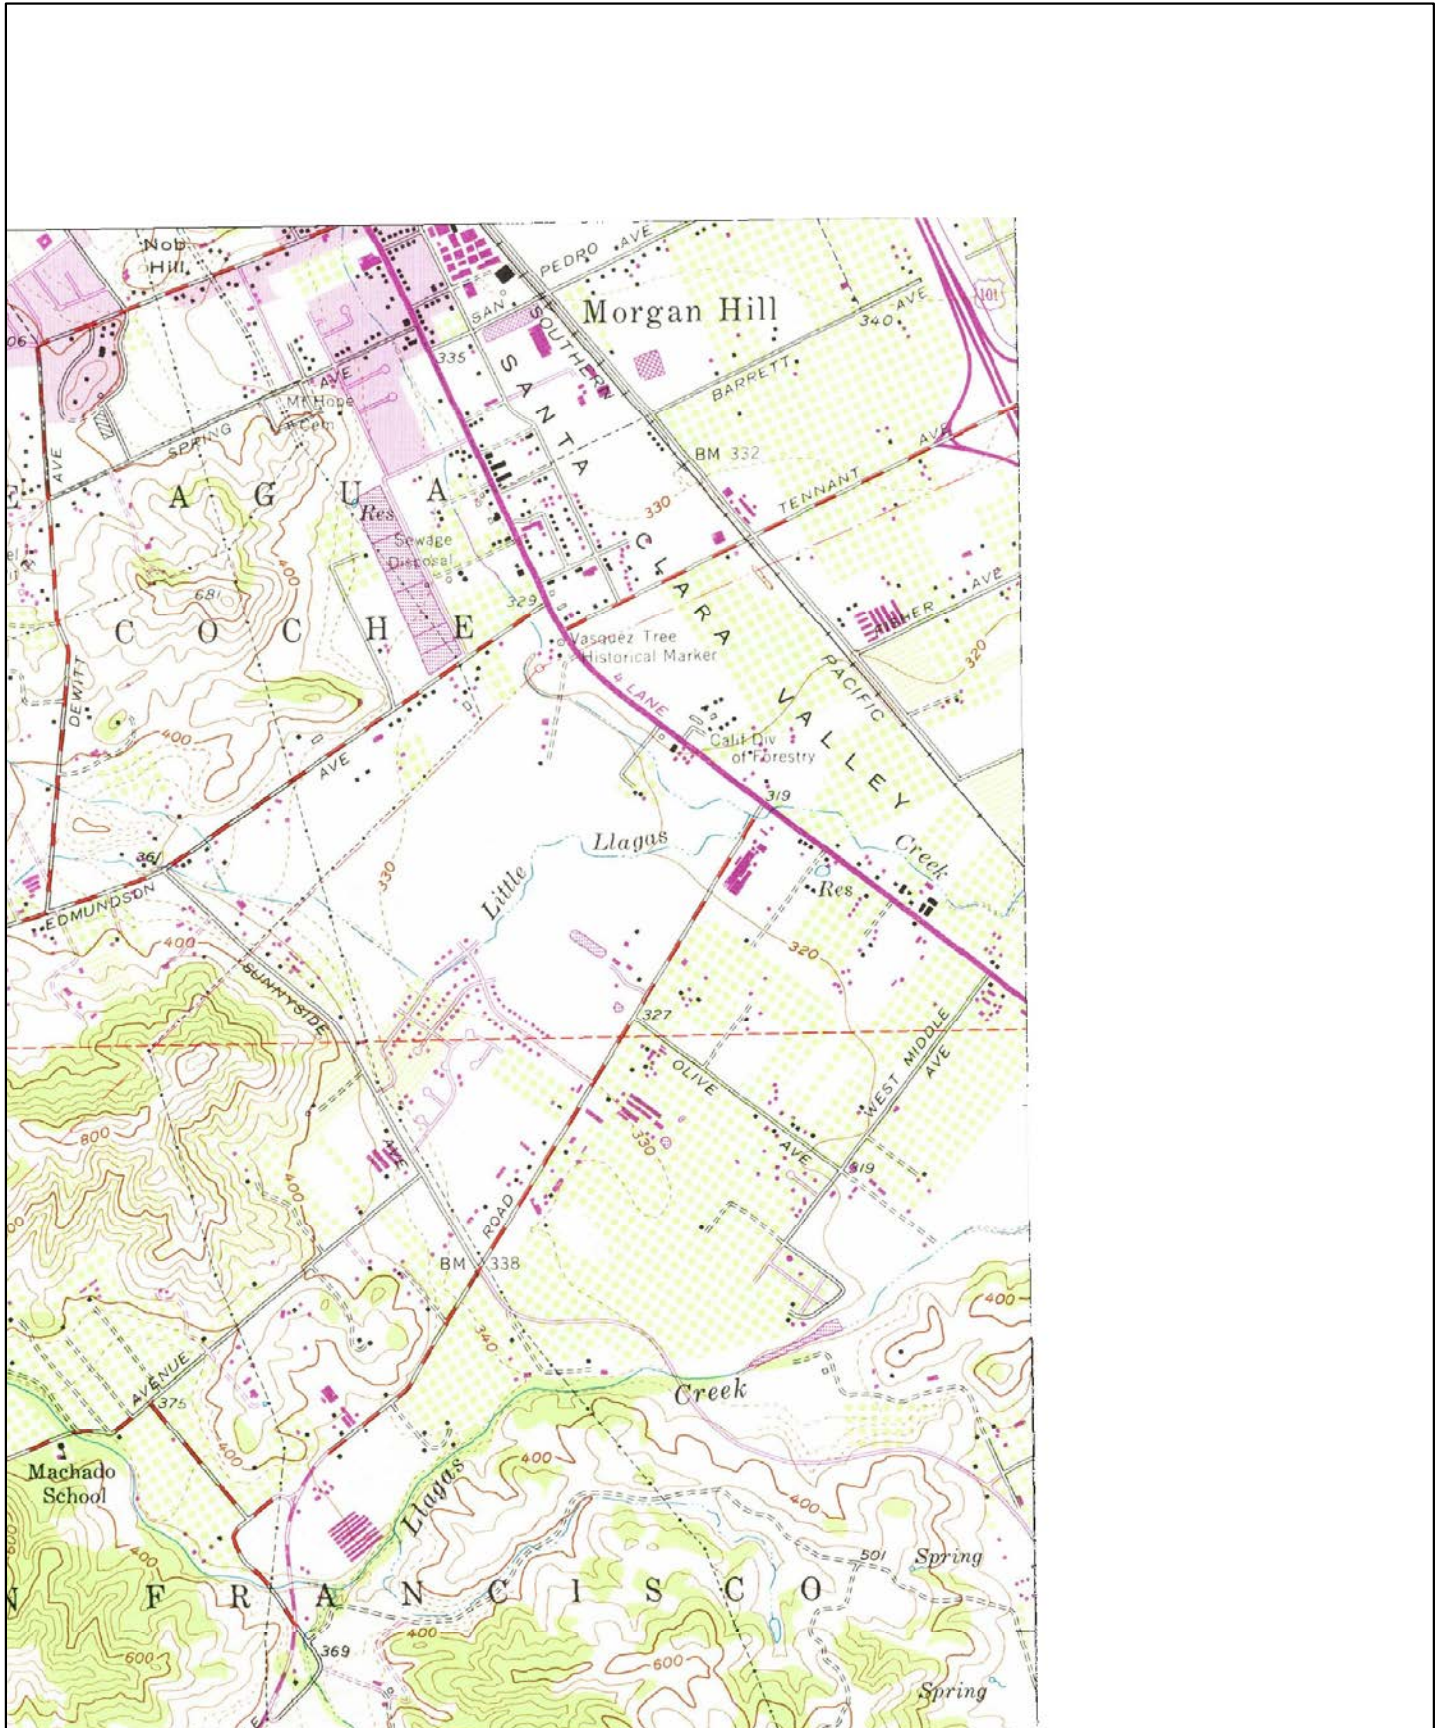 Nob
Hill
PEDRO AVE
SAN
Morgan Hill
101
AVE
340
SOUTHERN
335
SANTA
BARRETT
AVE
Mt Hope
Cem
SPRING
AVE
BM 332
AVE
TENNANT
AGUA
Res
330
Sewage
Disposal
CLARA
400
681
329
AVE
FISHER
COCHE
Vasquez Tree
Historical Marker
320
PACIFIC
4 LANE
DEWITT
VALLEY
400
Calif Div
of Forestry
AVE
319
Llagas
Creek
361
330
Little
Res
EDMUNDSON
400
320
SUNNYSIDE
327
WEST MIDDLE
AVE
OLIVE
800
330
AVE
AVE
319
400
ROAD
BM 338
400
340
AVENUE
375
Creek
400
400
Machado
School
Llagas
400
600
400
501
Spring
N FRANCISCO
400
369
600
600
Spring